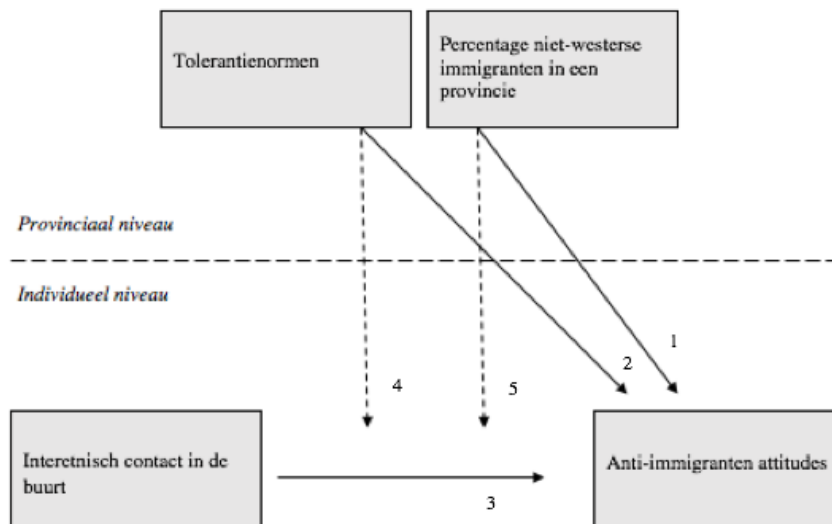 Tolerantienormen
Percentage niet-westerse
immigranten in een
provincie
Provinciaal niveau
Individueel niveau
1
2
4
5
Interetnisch contact in de
buurt
Anti-immigranten attitudes
3